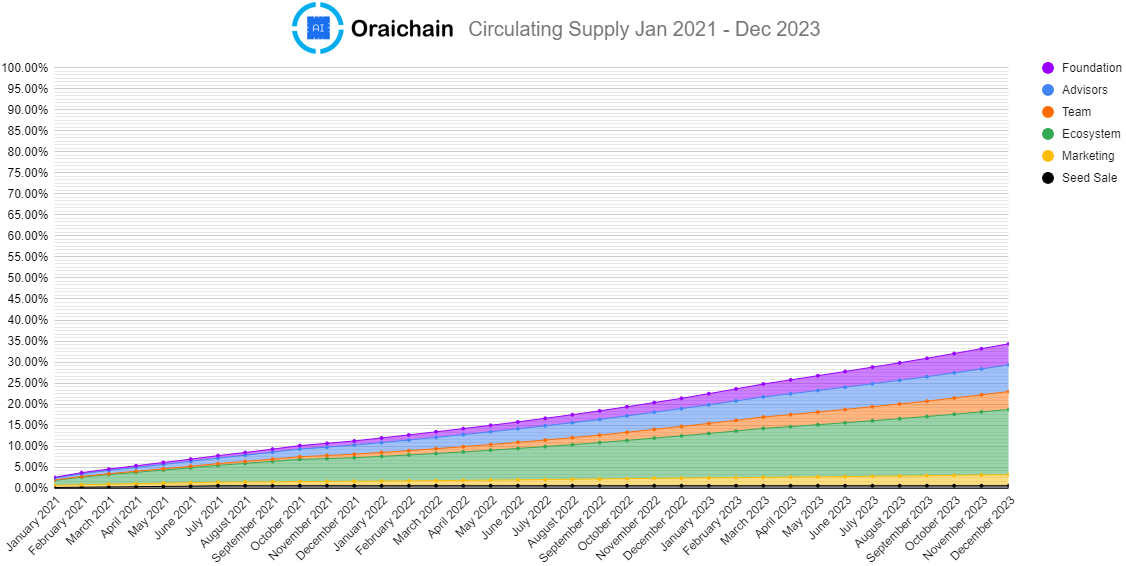 AI
Oraichain Circulating Supply Jan 2021 - Dec 2023
100.00%
95.00%
90.00%
85.00%
80.00%
75.00%
70.00%
65.00%
60.00%
55.00%
50.00%
45.00%
40.00%
35.00%
30.00%
25.00%
20.00%
15.00%
10.00%
5.00%
0.00%
January 2021
February 2021
March 2021
April 2021
May 2021
June 2021
July 2021
August 2021
September 2021
October 2021
November 2021
December 2021
January 2022
February 2022
March 2022
April 2022
May 2022
June 2022
July 2022
August 2022
September 2022
October 2022
November 2022
December 2022
January 2023
February 2023
March 2023
April 2023
May 2023
June 2023
July 2023
August 2023
September 2023
October 2023
November 2023
December 2023
Foundation
Advisors
Team
Ecosystem
Marketing
Seed Sale